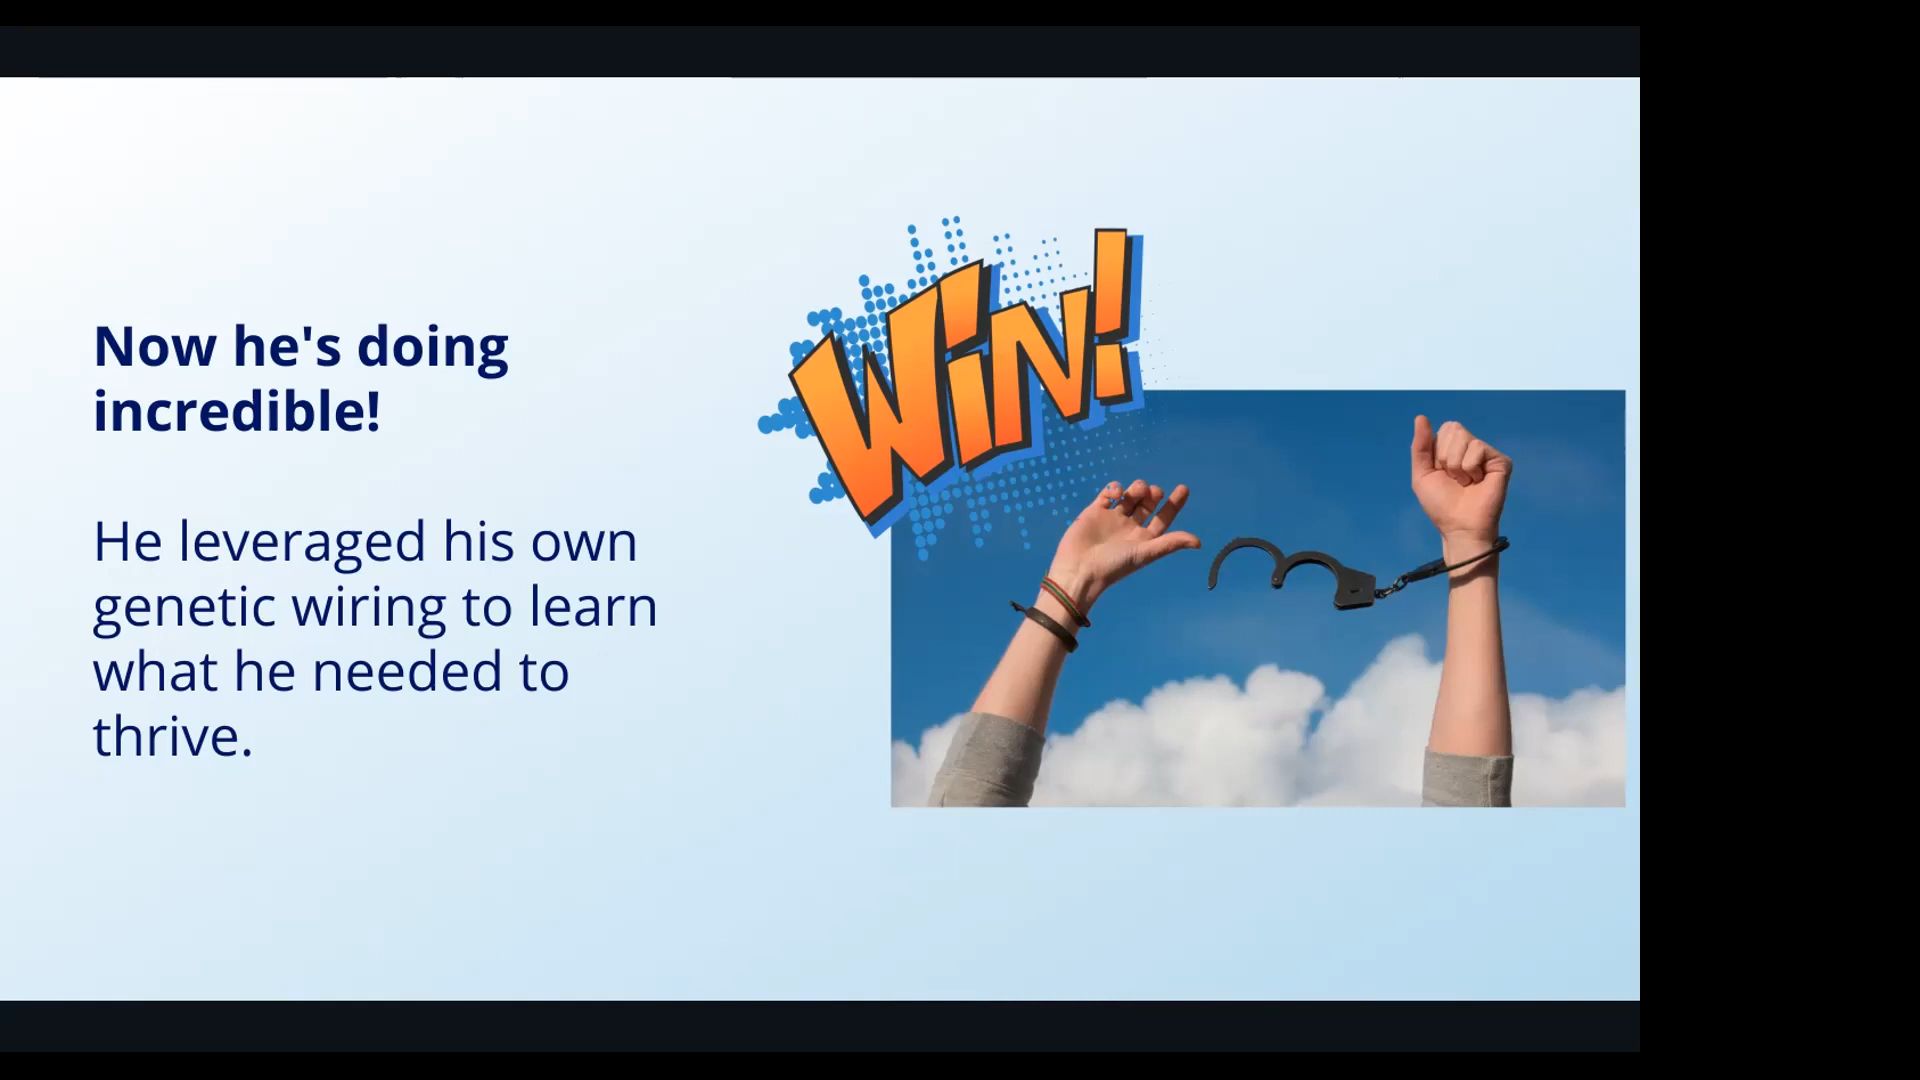 Now he's doing
incredible!
He leveraged his own
genetic wiring to learn
what he needed to
thrive.
WiN!